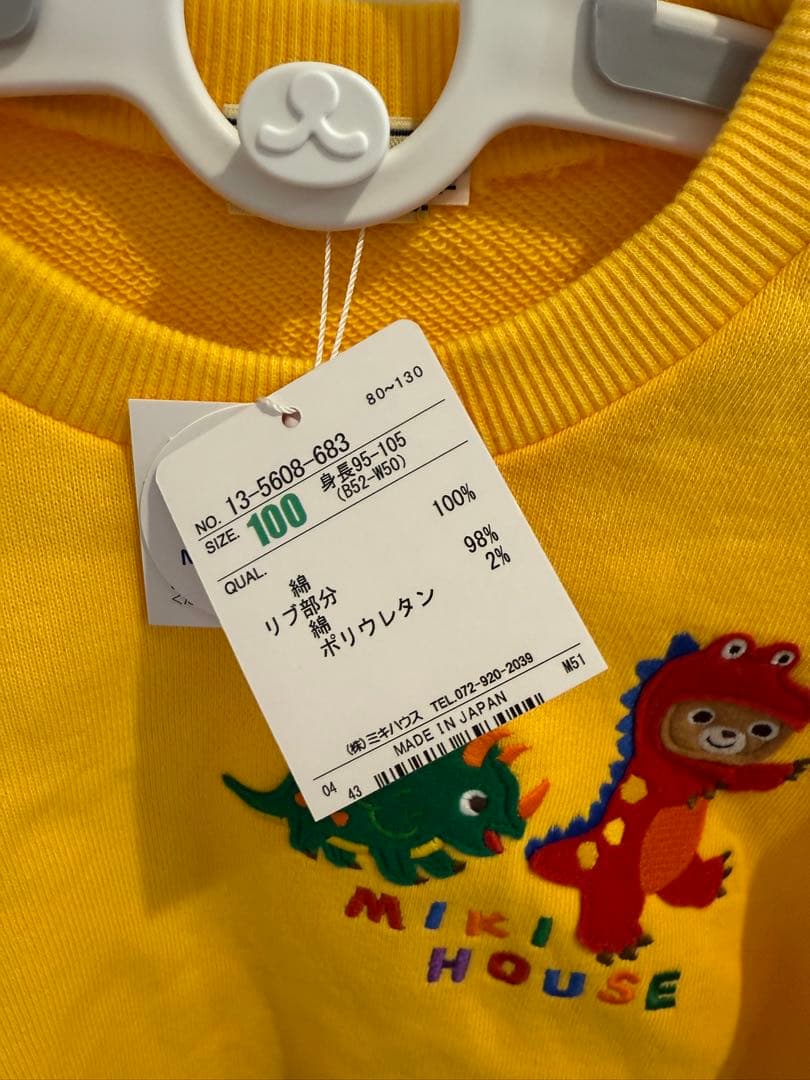 80~130
NO. 13-5608-683
SIZE. 100 身長95-105
(B52-W50)
QUAL.
綿 100%
リブ部分
綿 98%
ポリウレタン 2%
M51
(株)ミキハウス TEL.072-920-2039
MADE IN JAPAN
04 43
MIKI
HOUSE